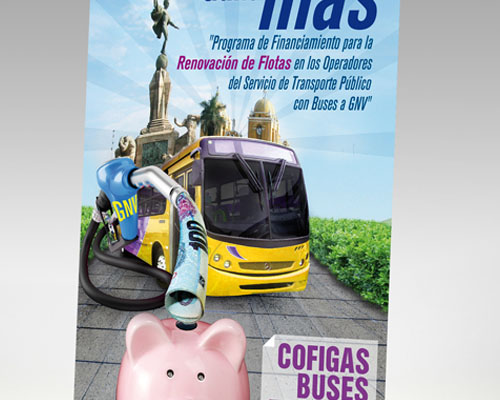 más
"Programa de Financiamiento para la
Renovación de Flotas en los Operadores
del Servicio de Transporte Público
con Buses a GNV"
GNV
COFIGAS
BUSES